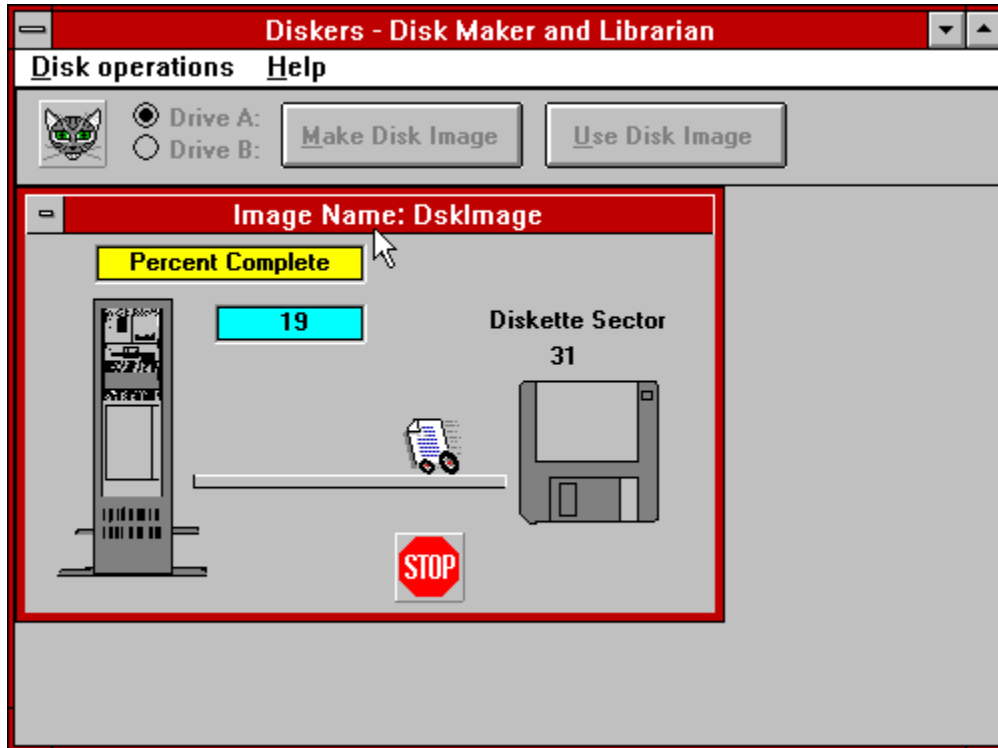 Diskers - Disk Maker and Librarian
Disk operations Help
Drive A:
Drive B:
Make Disk Image
Use Disk Image
Image Name: DskImage
Percent Complete
19
Diskette Sector
31
STOP